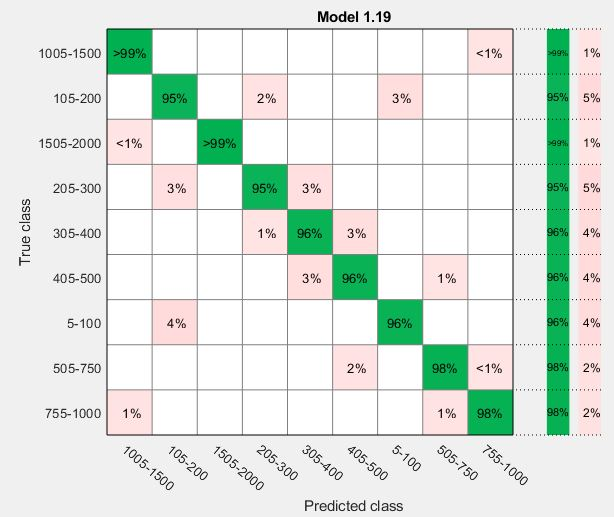 Model 1.19
1005-1500 >99% <1% >99% 1%
105-200 95% 2% 3% 95% 5%
1505-2000 <1% >99% >99% 1%
205-300 3% 95% 3% 95% 5%
305-400 1% 96% 3% 96% 4%
405-500 3% 96% 1% 96% 4%
5-100 4% 96% 96% 4%
505-750 2% 98% <1% 98% 2%
755-1000 1% 1% 98% 98% 2%
True class
1005-1500 105-200 1505-2000 205-300 305-400 405-500 5-100 505-750 755-1000
Predicted class